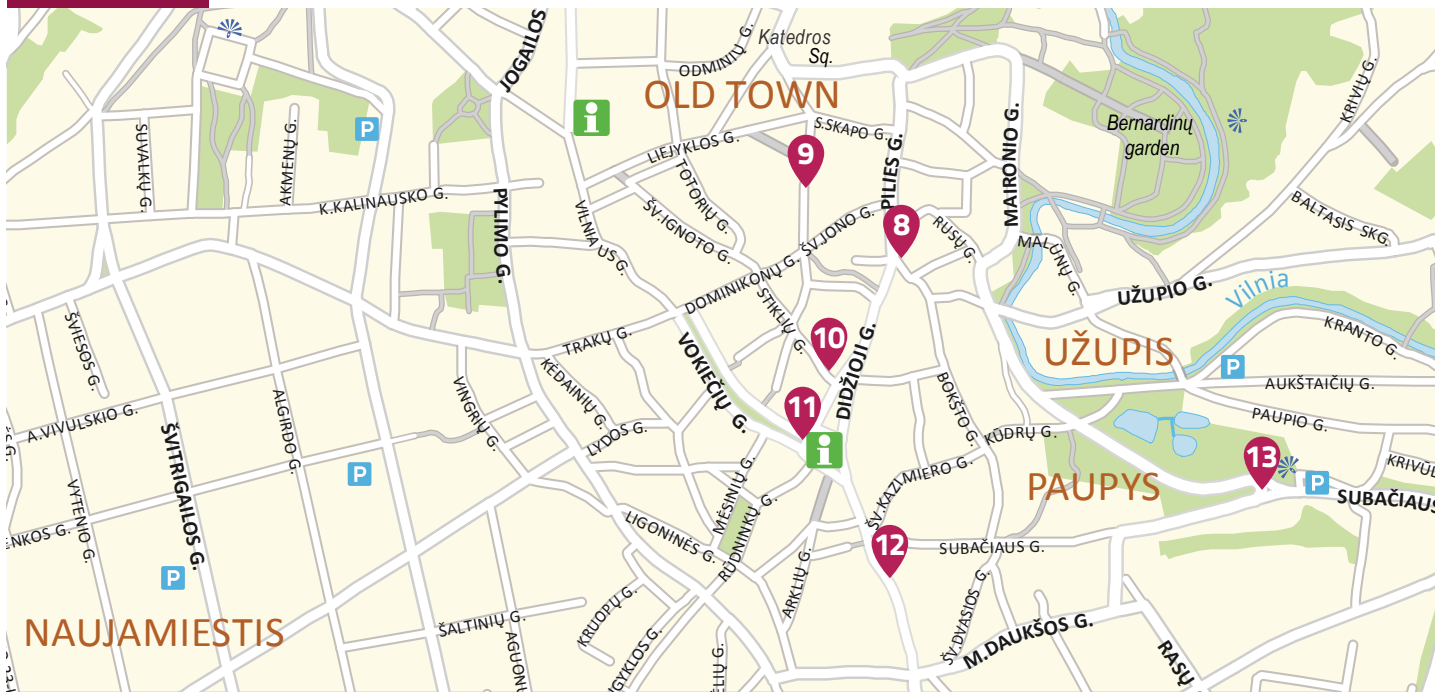 JOGAILOS
ODMINIŲ G.
Katedros
Sq.
OLD TOWN
KRIVIŲ G.
P
i
S.SKAPO G.
MAIRONIO G.
Bernardinų
garden
SUVALKŲ G.
AKMENŲ G.
LIEJYKLOS G.
9
TOTORIŲ G.
PILIES G.
K.KALINAUSKO G.
PYLIMO G.
VILNIAUS G.
ŠV.IGNOTO G.
ŠV.JONO G.
8
RUSŲ G.
BALTASIS SKG.
MALŪNŲ G.
DOMINIKONŲ G.
UŽUPIO G.
Vilnia
STIKLIŲ G.
ŠVIESOS G.
TRAKŲ G.
VOKIEČIŲ G.
10
DIDŽIOJI G.
UŽUPIS
KRANTO G.
P
AUKŠTAIČIŲ G.
KĖDAINIŲ G.
VINGRIŲ G.
BOKŠTO G.
PAUPIO G.
A.VIVULSKIO G.
ŠVITRIGAILOS G.
ALGIRDO G.
LYDOS G.
11
i
KŪDRŲ G.
ŠV.KAZIMIERO G.
PAUPYS
13
P
KRIVUL
SUBAČIAUS
P
VYTENIO G.
ENKOS G.
MĖSINIŲ G.
LIGONINĖS G.
RŪDNINKŲ G.
12
SUBAČIAUS G.
P
ARKLIŲ G.
ŠV.DVASIOS G.
NAUJAMIESTIS
ŠALTINIŲ G.
KRUOPŲ G.
AGUONŲ
M.DAUKŠOS G.
RASŲ